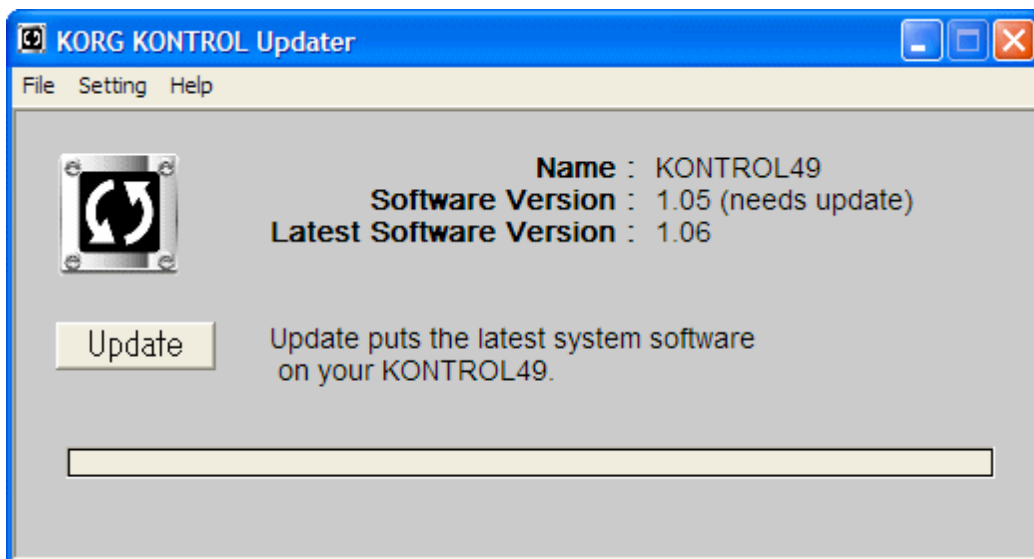 KORG KONTROL Updater
File Setting Help
Name : KONTROL49
Software Version : 1.05 (needs update)
Latest Software Version : 1.06
Update
Update puts the latest system software
on your KONTROL49.